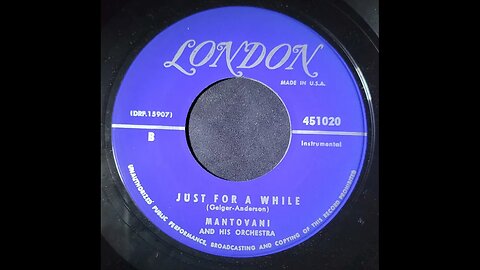 LONDON
MADE IN U.S.A.
(DRF.15907)
451020
B
Instrumental
JUST FOR A WHILE
(Geiger-Anderson)
MANTOVANI
AND HIS ORCHESTRA
UNAUTHORIZED PUBLIC PERFORMANCE, BROADCASTING AND COPYING OF THIS RECORD PROHIBITED